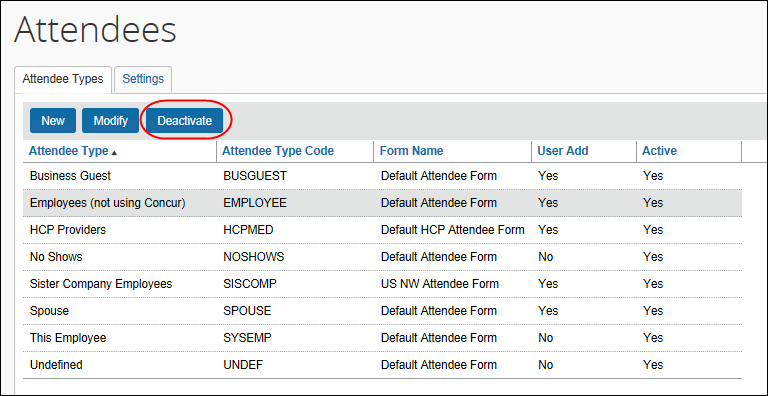 Attendees
Attendee Types Settings
New Modify Deactivate
Attendee Type Attendee Type Code Form Name User Add Active
Business Guest BUSGUEST Default Attendee Form Yes Yes
Employees (not using Concur) EMPLOYEE Default Attendee Form Yes Yes
HCP Providers HCPMED Default HCP Attendee Form Yes Yes
No Shows NOSHOWS Default Attendee Form No Yes
Sister Company Employees SISCOMP US NW Attendee Form Yes Yes
Spouse SPOUSE Default Attendee Form Yes Yes
This Employee SYSEMP Default Attendee Form No Yes
Undefined UNDEF Default Attendee Form No Yes